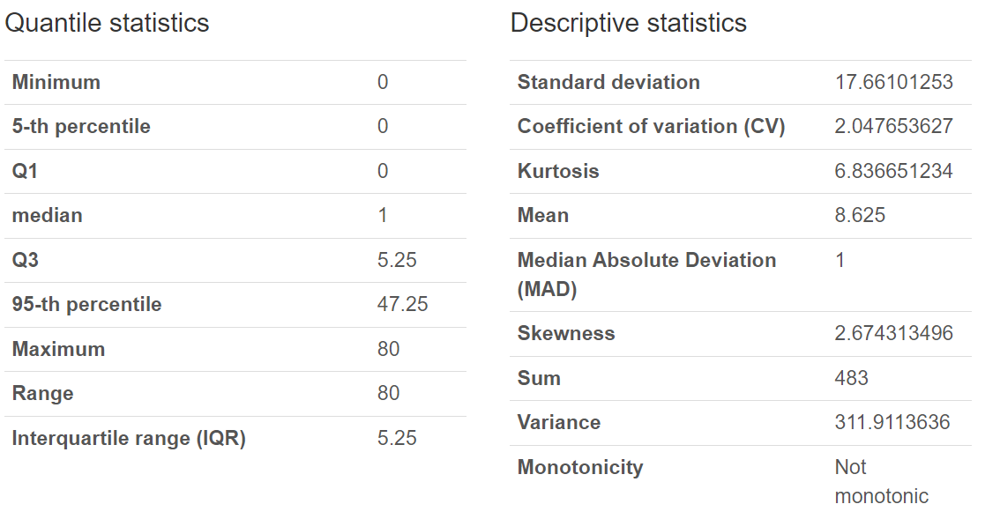 Quantile statistics
Minimum 0
5-th percentile 0
Q1 0
median 1
Q3 5.25
95-th percentile 47.25
Maximum 80
Range 80
Interquartile range (IQR) 5.25
Descriptive statistics
Standard deviation 17.66101253
Coefficient of variation (CV) 2.047653627
Kurtosis 6.836651234
Mean 8.625
Median Absolute Deviation 1
(MAD)
Skewness 2.674313496
Sum 483
Variance 311.9113636
Monotonicity Not
monotonic